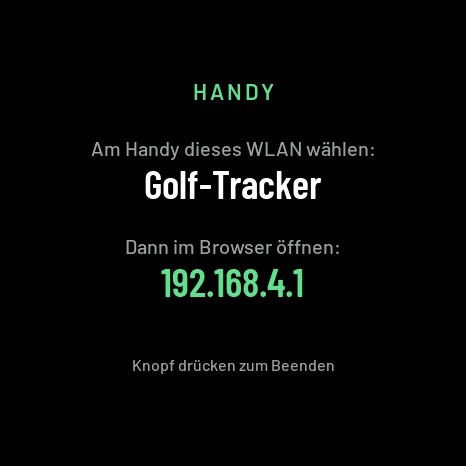 HANDY
Am Handy dieses WLAN wählen:
Golf-Tracker
Dann im Browser öffnen:
192.168.4.1
Knopf drücken zum Beenden